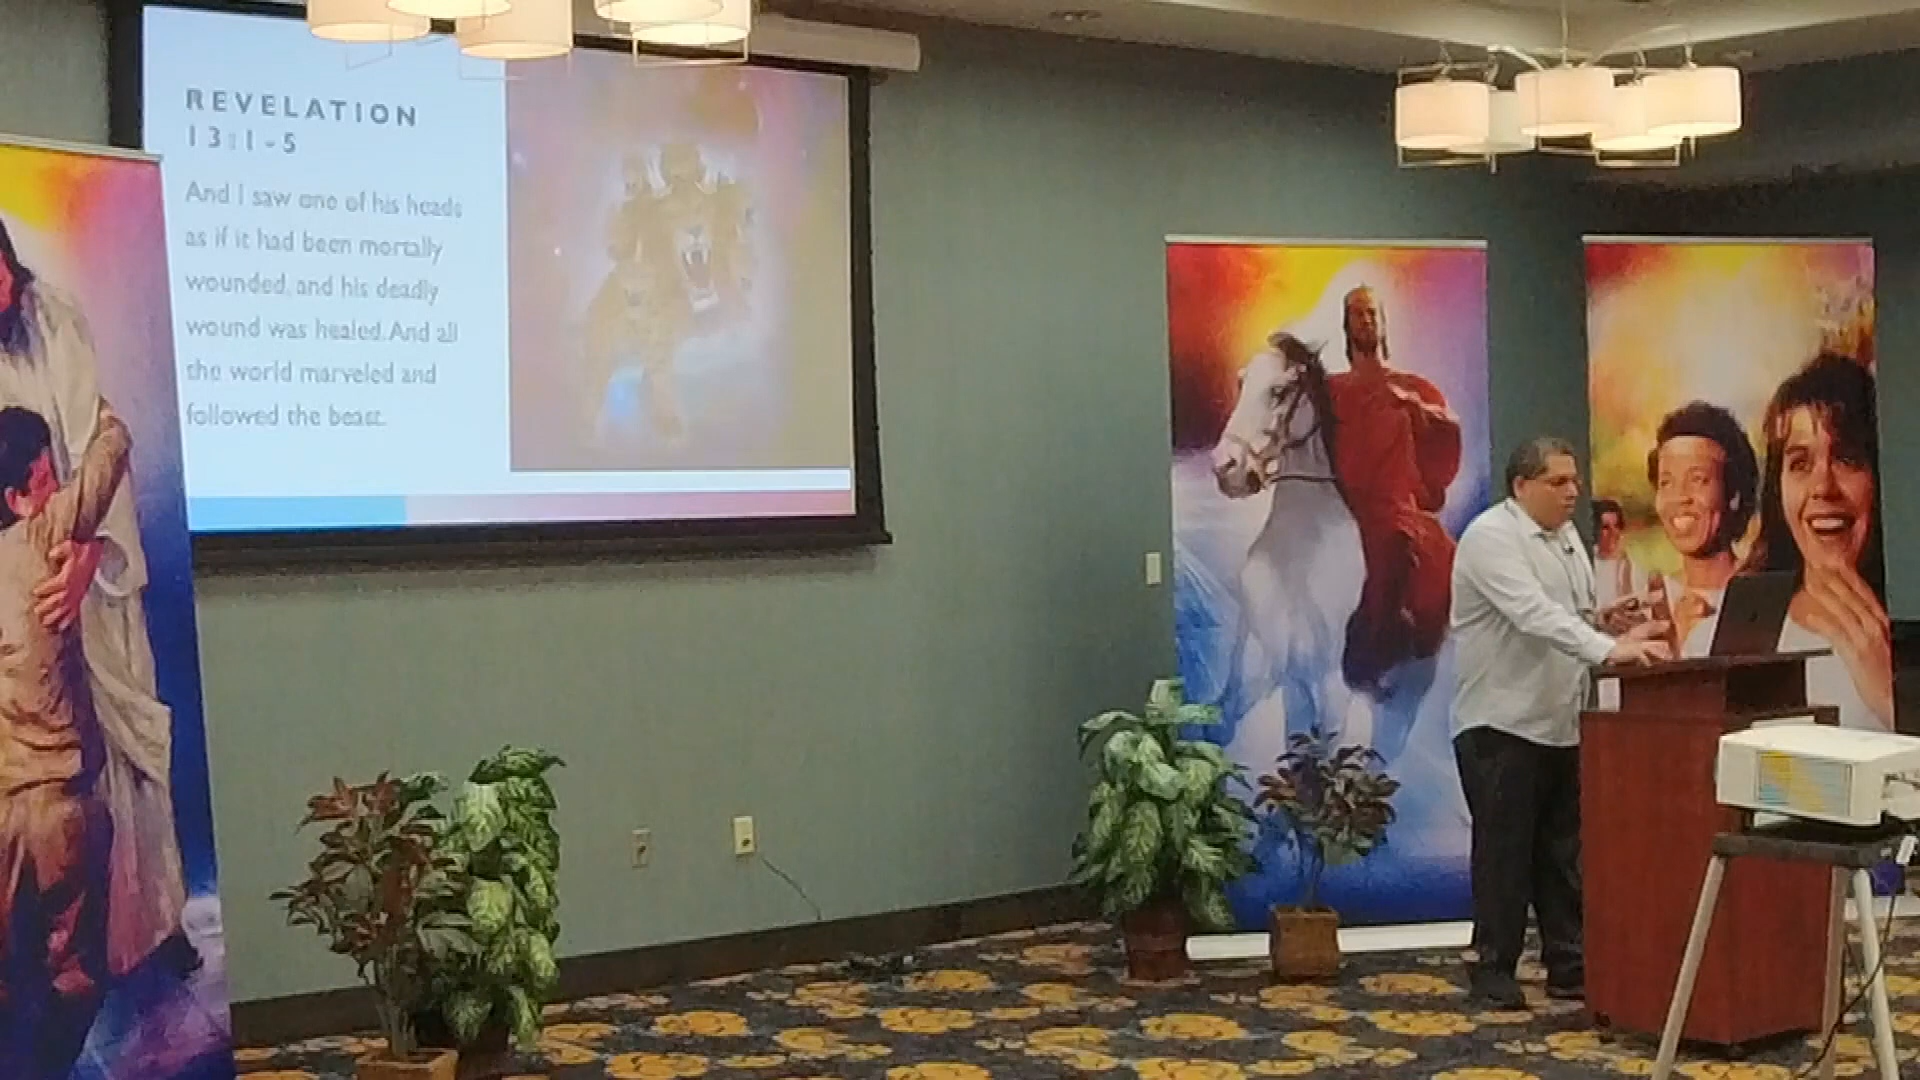 REVELATION
13:1-5
And I saw one of his heads
as if it had been mortally
wounded, and his deadly
wound was healed. And all
the world marveled and
followed the beast.